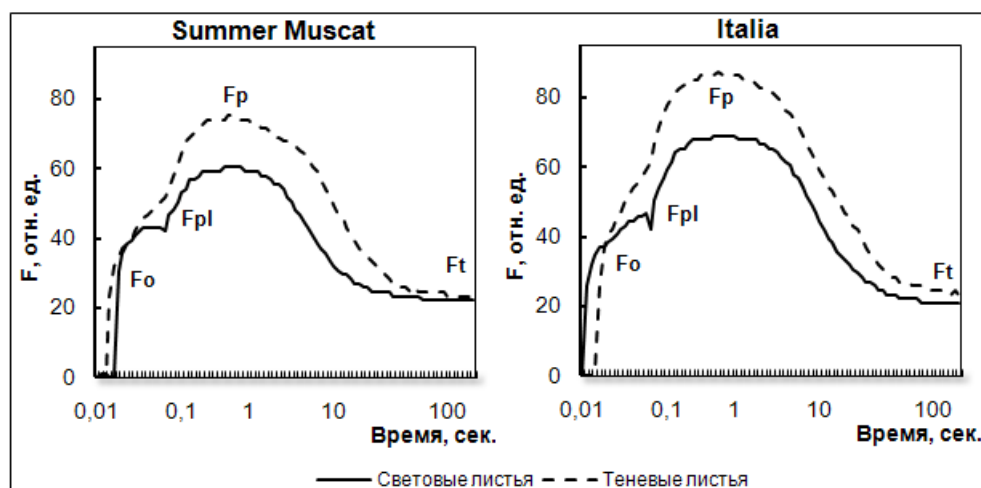 Summer Muscat
F, отн. ед.
80
60
40
20
0
Fp
Fpl
Fo
Ft
0,01 0,1 1 10 100
Время, сек.
Italia
F, отн. ед.
80
60
40
20
0
Fp
Fpl
Fo
Ft
0,01 0,1 1 10 100
Время, сек.
Световые листья Теневые листья